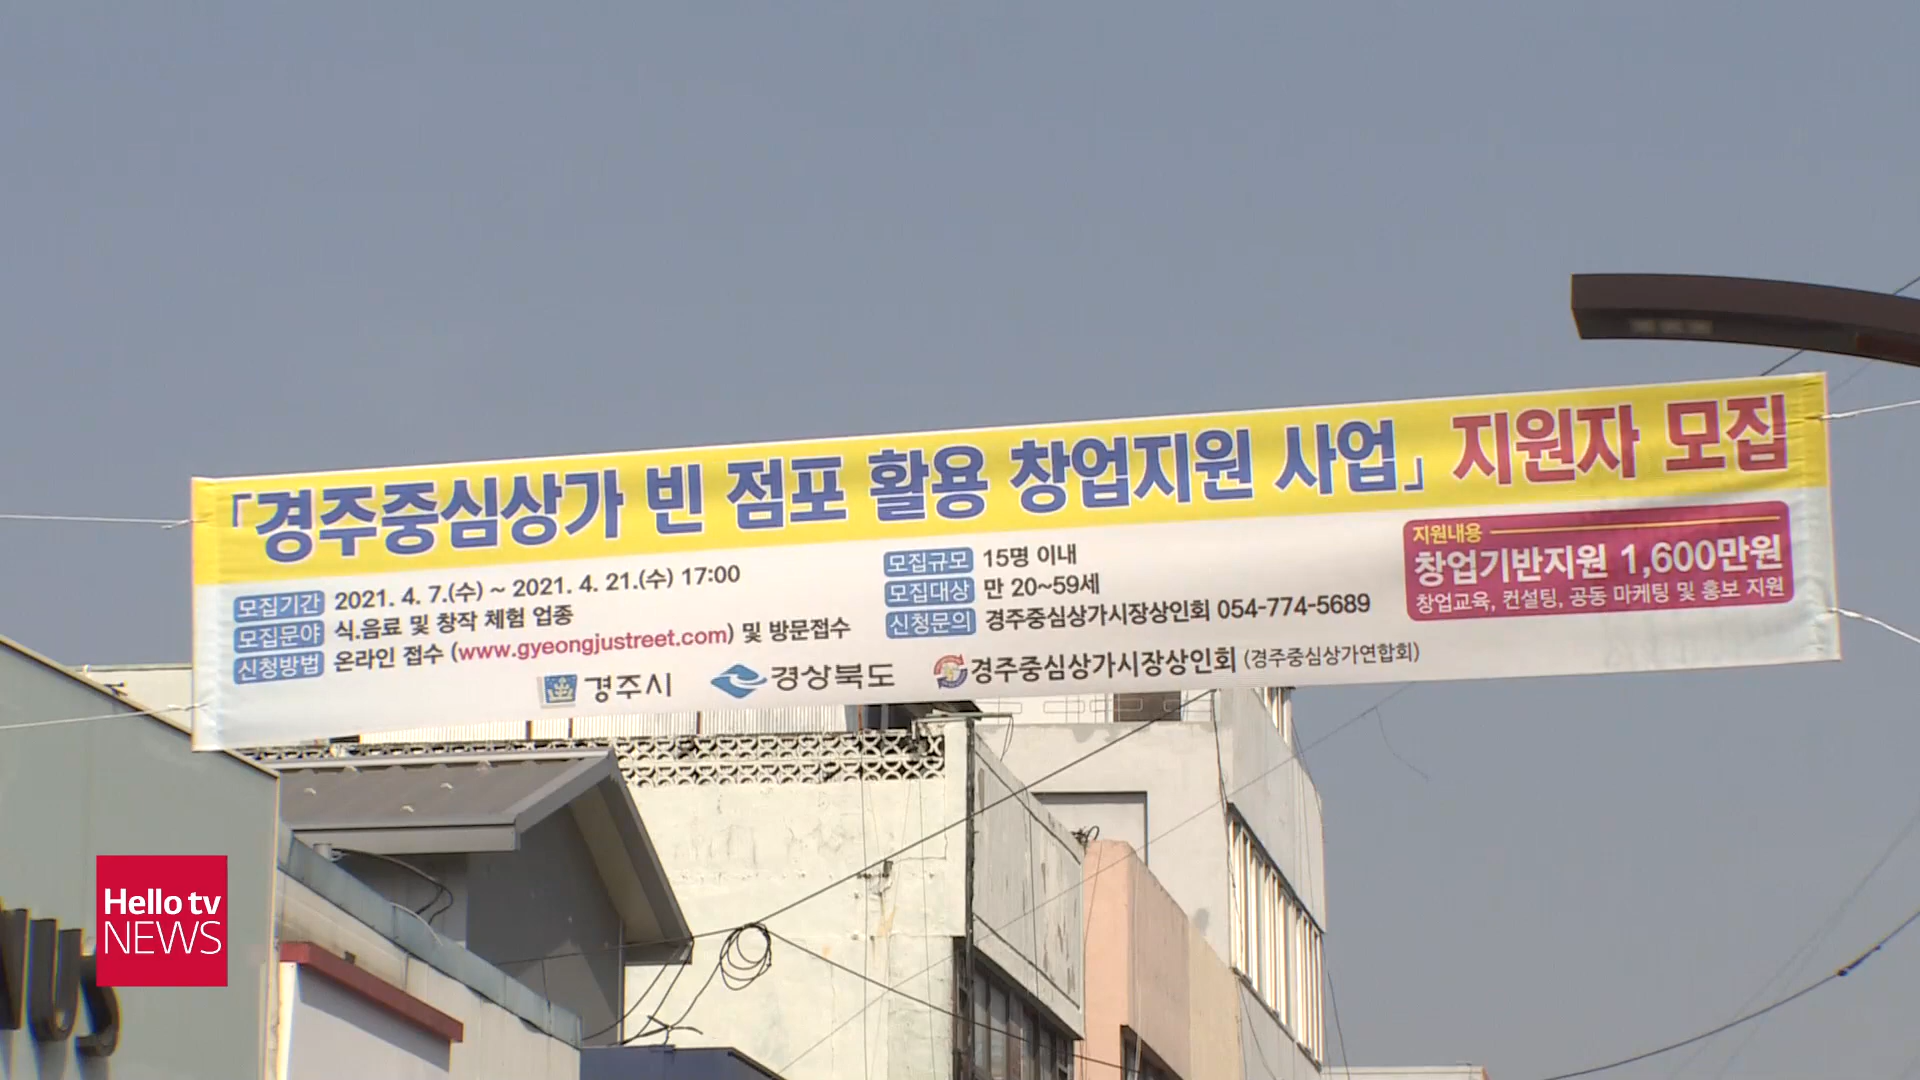 「경주중심상가 빈 점포 활용 창업지원 사업」 지원자 모집
모집기간 2021. 4. 7.(수) ~ 2021. 4. 21.(수) 17:00
모집분야 식.음료 및 창작 체험 업종
신청방법 온라인 접수 (www.gyeongjustreet.com) 및 방문접수
모집규모 15명 이내
모집대상 만 20~59세
신청문의 경주중심상가시장상인회 054-774-5689
지원내용
창업기반지원 1,600만원
창업교육, 컨설팅, 공동 마케팅 및 홍보 지원
경주시 경상북도 경주중심상가시장상인회 (경주중심상가연합회)
Hello tv
NEWS